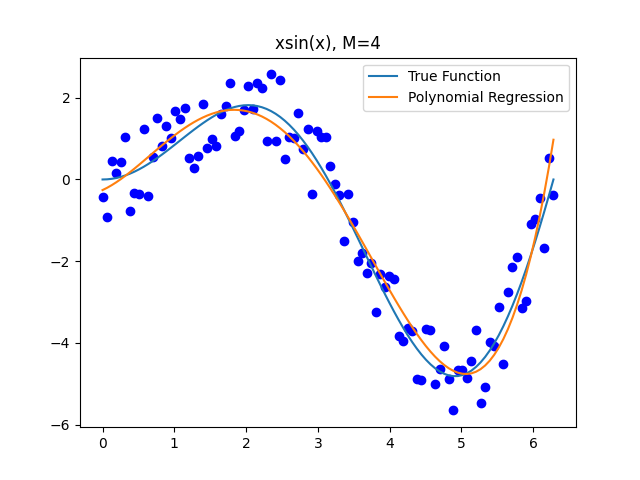 xsin(x), M=4
True Function
Polynomial Regression
2
0
−2
−4
−6
0 1 2 3 4 5 6